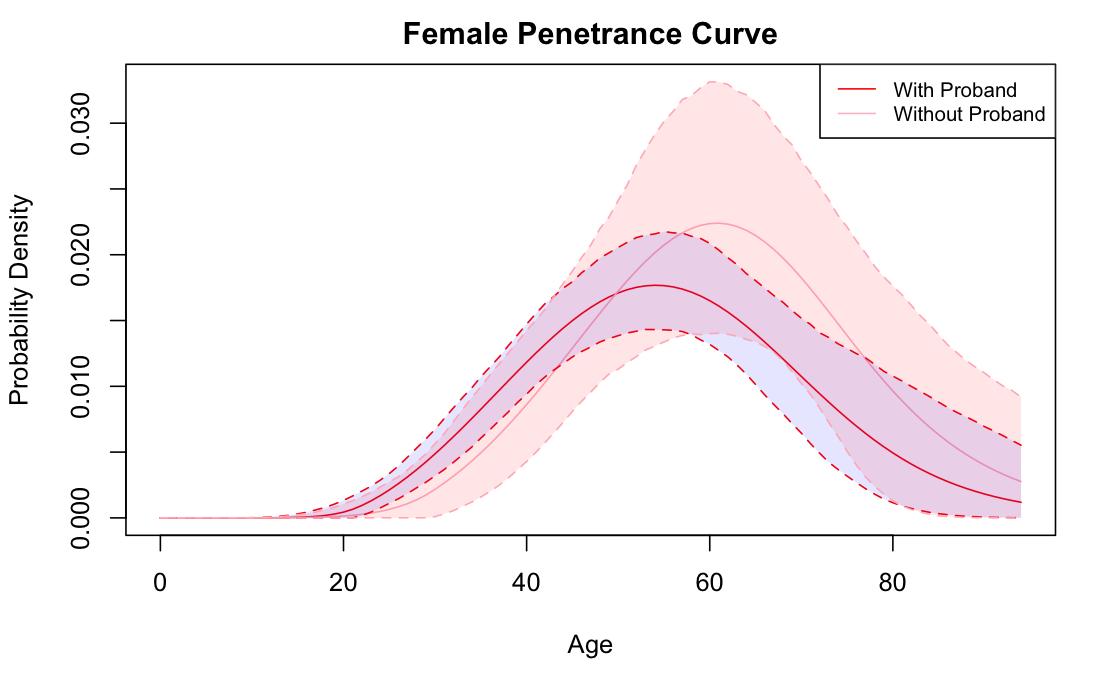 Female Penetrance Curve
With Proband
Without Proband
Probability Density
0.030
0.020
0.010
0.000
0 20 40 60 80
Age